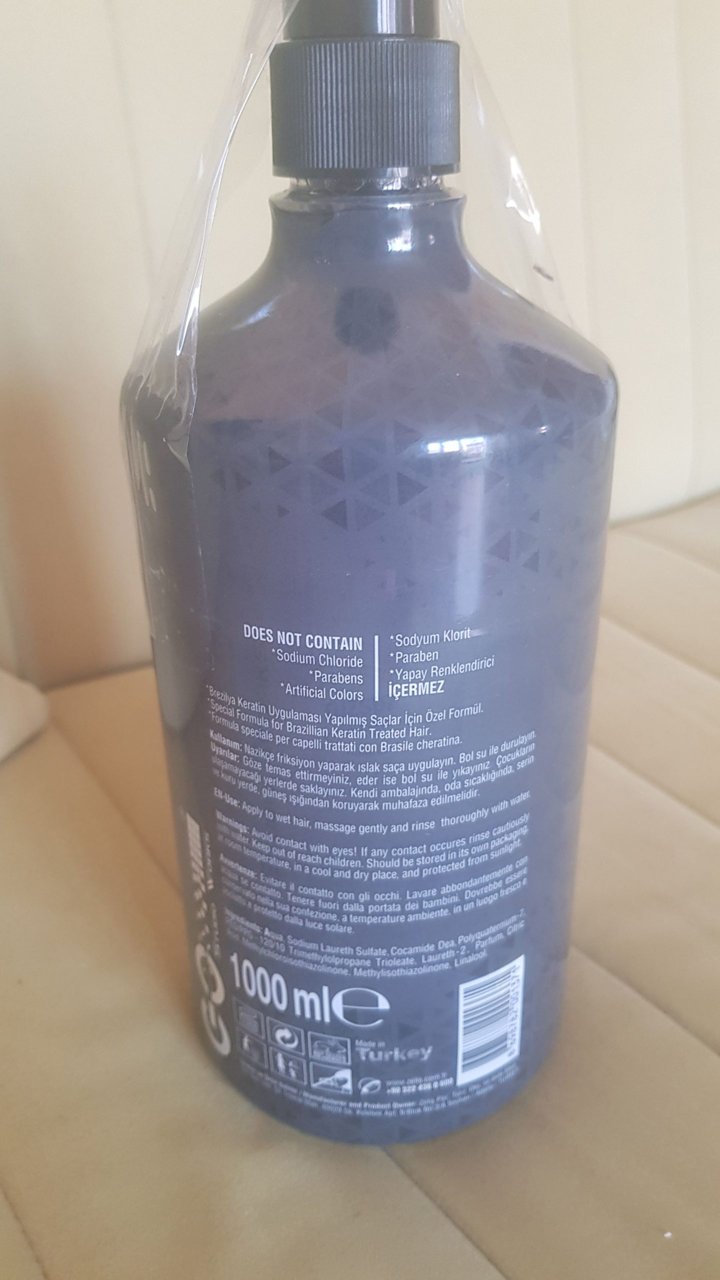 DOES NOT CONTAIN
*Sodium Chloride
*Parabens
*Artificial Colors
*Sodyum Klorit
*Paraben
*Yapay Renklendirici
İÇERMEZ
*Brezilya Keratin Uygulaması Yapılmış Saçlar İçin Özel Formül.
*Special Formula for Brazillian Keratin Treated Hair.
*Formula speciale per capelli trattati con Brasile cheratina.
Kullanım: Nazikçe friksiyon yaparak ıslak saça uygulayın. Bol su ile durulayın.
Uyarılar: Göze temas ettirmeyiniz, eder ise bol su ile yıkayınız. Çocukların
ulaşamayacağı yerlerde saklayınız. Kendi ambalajında, oda sıcaklığında, serin
ve kuru yerde, güneş ışığından koruyarak muhafaza edilmelidir.
EN-Use: Apply to wet hair, massage gently and rinse thoroughly with water.
Warnings: Avoid contact with eyes! If any contact occures rinse cautiously
with water. Keep out of reach children. Should be stored in its own packaging,
at room temperature, in a cool and dry place, and protected from sunlight.
Avvertenze: Evitare il contatto con gli occhi. Lavare abbondantemente con
acqua se contatto. Tenere fuori dalla portata dei bambini. Dovrebbe essere
conservato nella sua confezione, a temperature ambiente, in un luogo fresco e
asciutto e protetto dalla luce solare.
Ingredients: Aqua, Sodium Laureth Sulfate, Cocamide Dea, Polyquaternium-7,
120/10 Trimethylolpropane Trioleate, Laureth-2, Parfum, Citric
Methylchloroisothiazolinone, Methylisothiazolinone, Linalool.
1000 ml e
Made in
Turkey
Manufacturer and Product Owner: